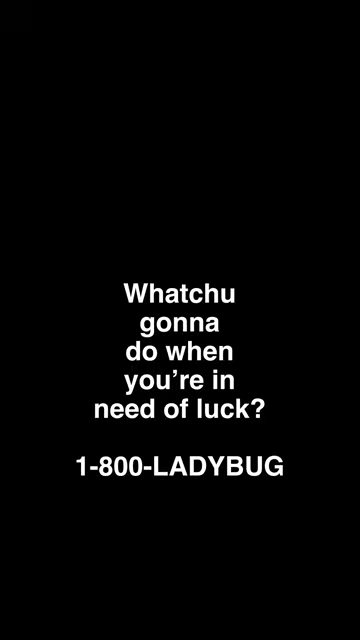 Whatchu
gonna
do when
you’re in
need of luck?
1-800-LADYBUG